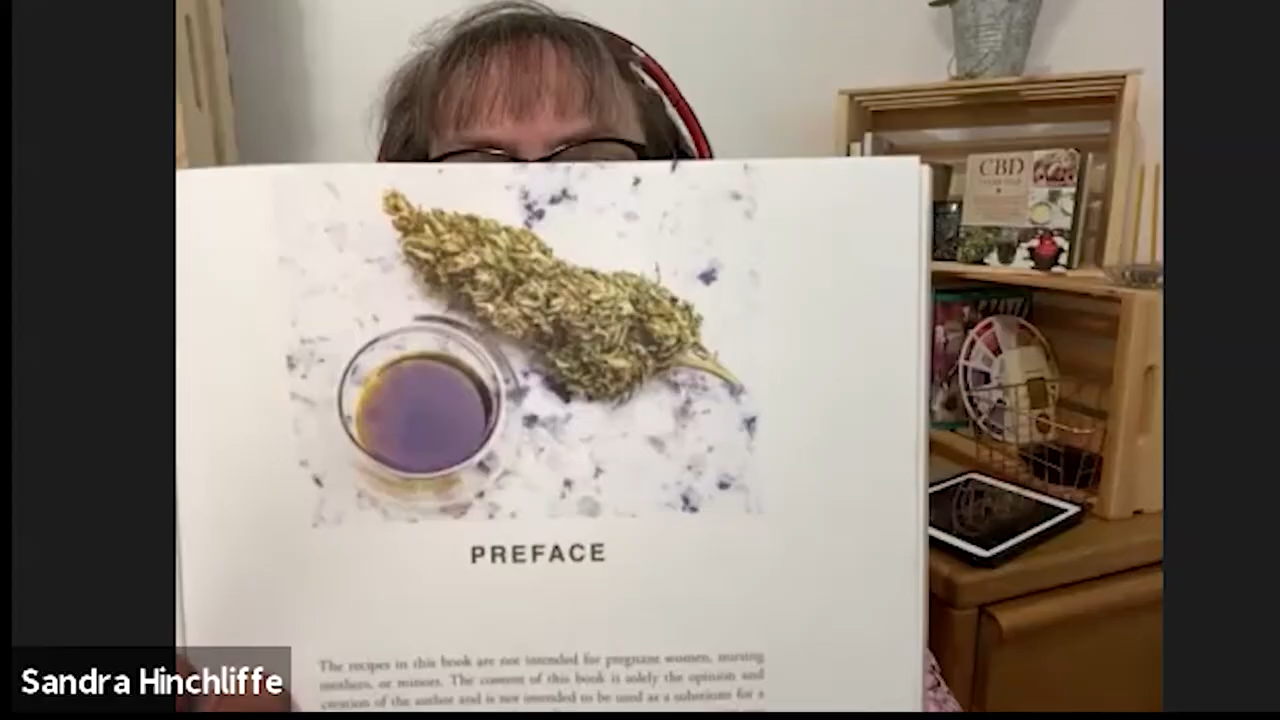 CBD
PREFACE
The recipes in this book are not intended for pregnant women, nursing
mothers, or minors. The content of this book is solely the opinion and
creation of the author and is not intended to be used as a substitute for a
Sandra Hinchliffe